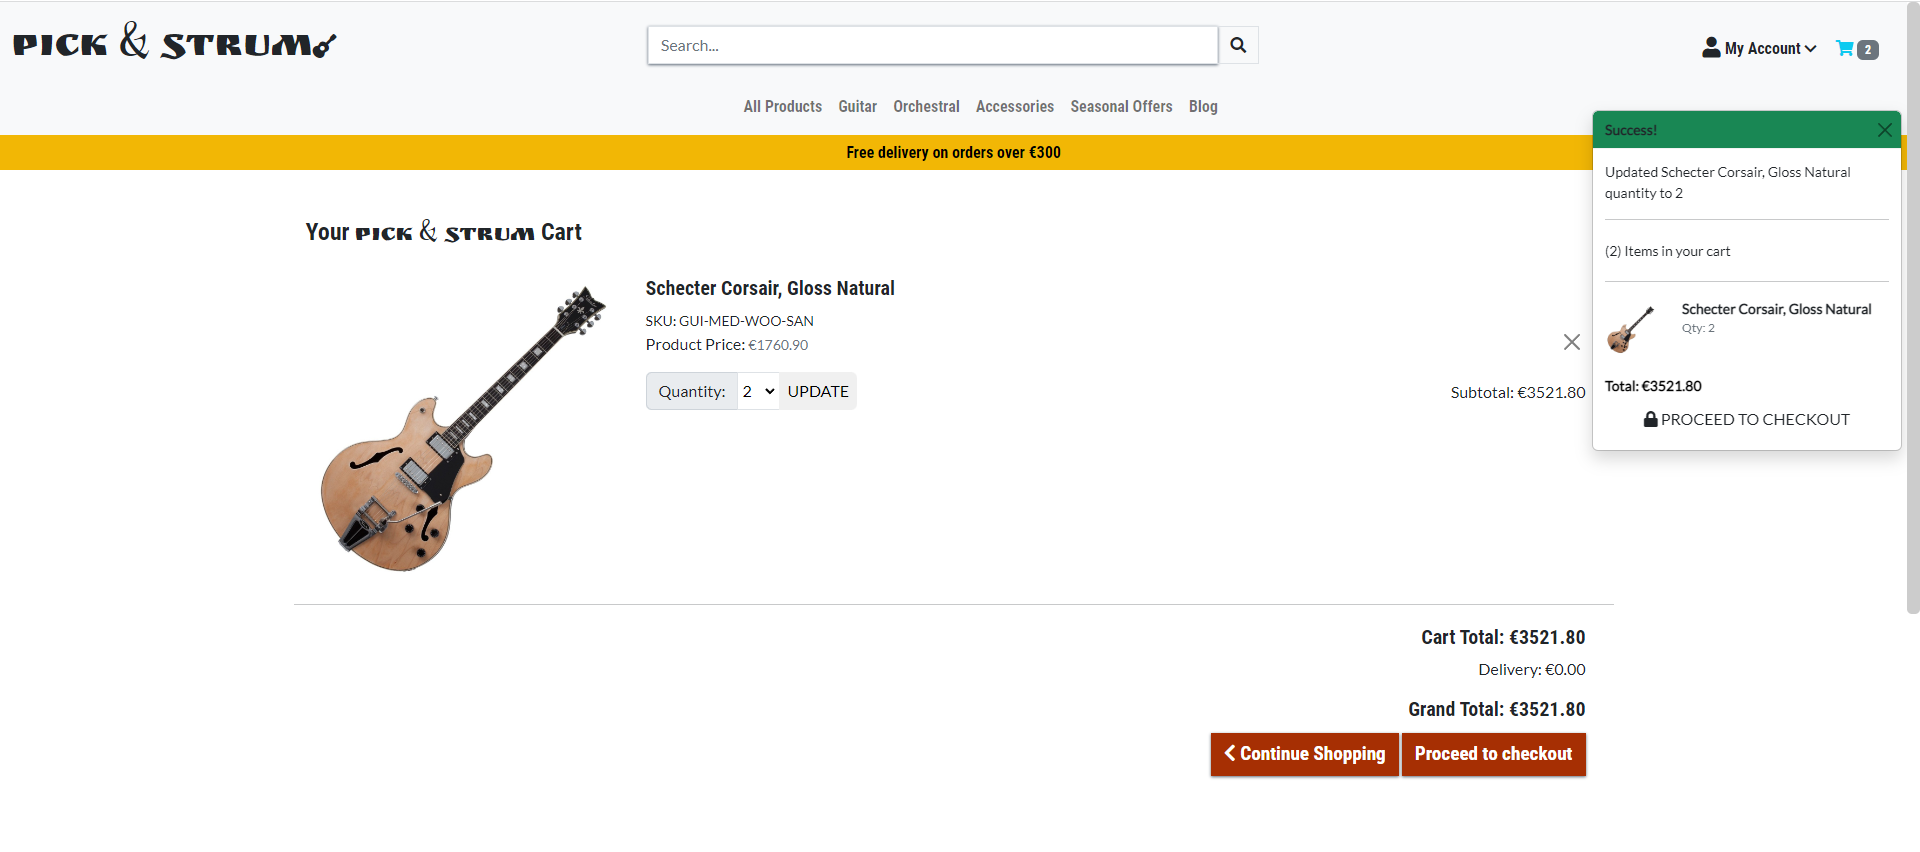 PICK & STRUM
Search...
My Account
2
All Products Guitar Orchestral Accessories Seasonal Offers Blog
Free delivery on orders over €300
Success!
Updated Schecter Corsair, Gloss Natural
quantity to 2
(2) Items in your cart
Schecter Corsair, Gloss Natural
Qty: 2
Total: €3521.80
PROCEED TO CHECKOUT
Your PICK & STRUM Cart
Schecter Corsair, Gloss Natural
SKU: GUI-MED-WOO-SAN
Product Price: €1760.90
Quantity: 2 UPDATE
Subtotal: €3521.80
Cart Total: €3521.80
Delivery: €0.00
Grand Total: €3521.80
Continue Shopping Proceed to checkout